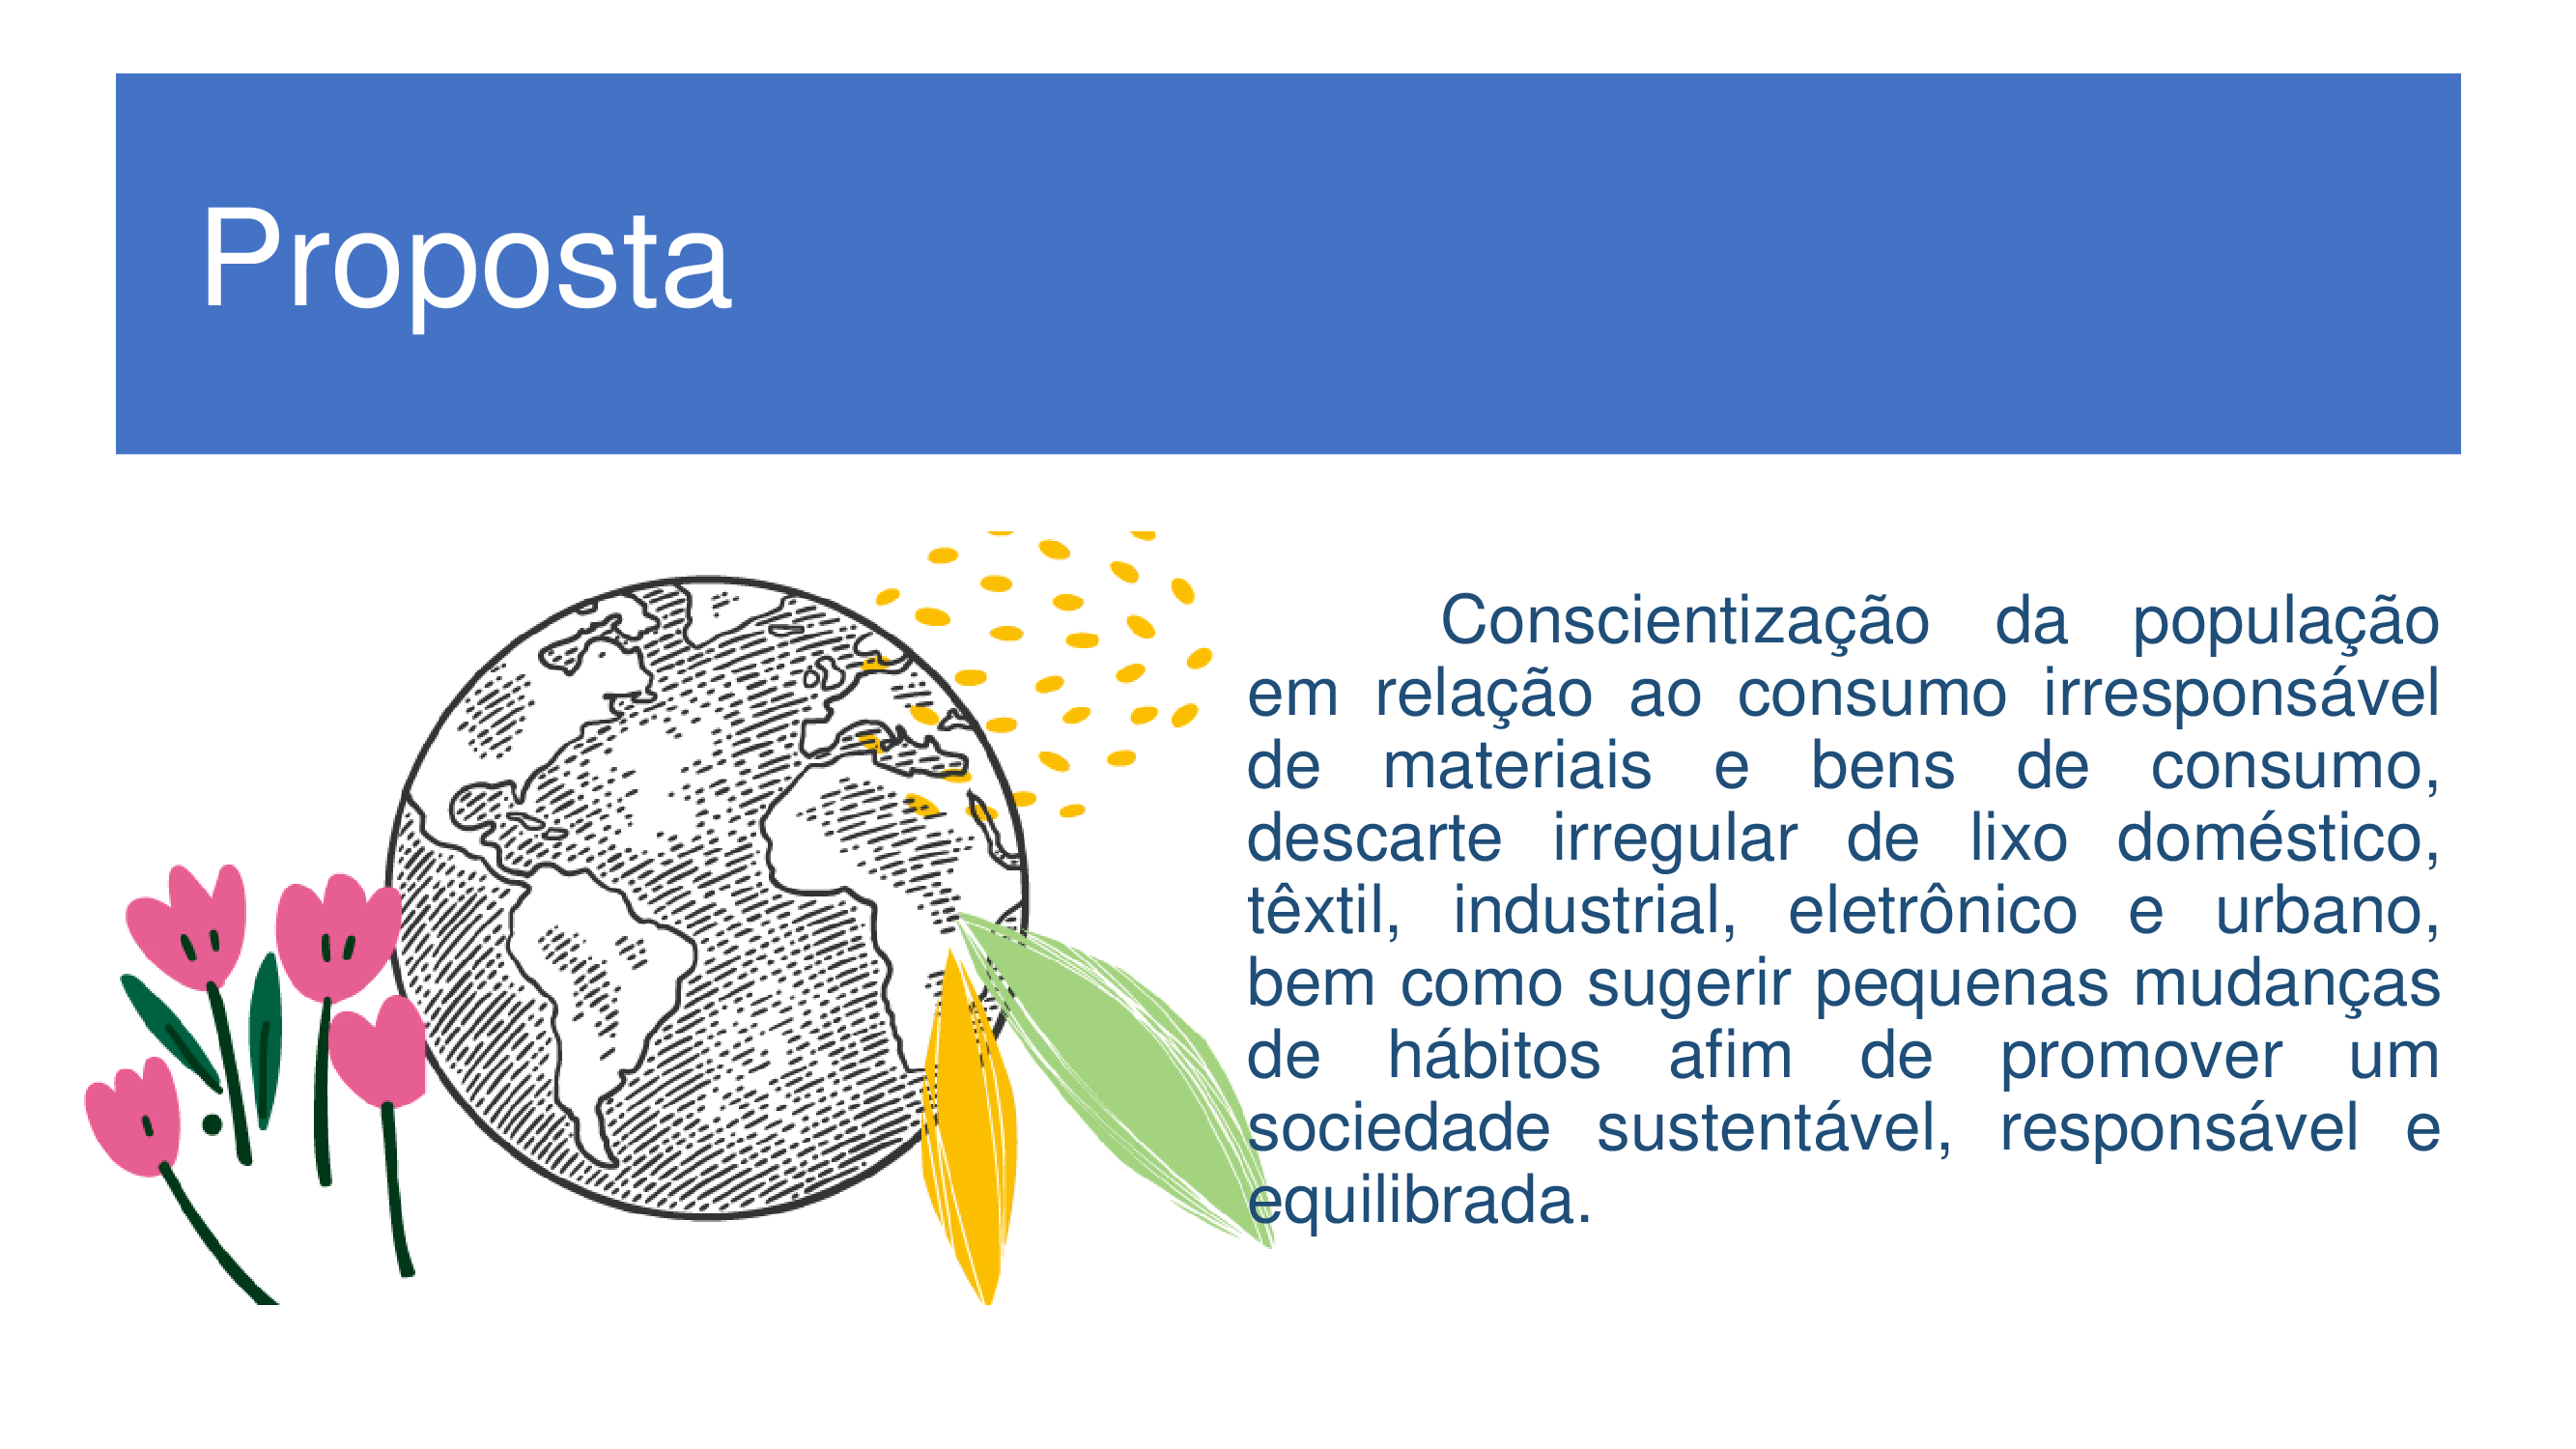 Proposta
Conscientização da população
em relação ao consumo irresponsável
de materiais e bens de consumo,
descarte irregular de lixo doméstico,
têxtil, industrial, eletrônico e urbano,
bem como sugerir pequenas mudanças
de hábitos afim de promover um
sociedade sustentável, responsável e
equilibrada.